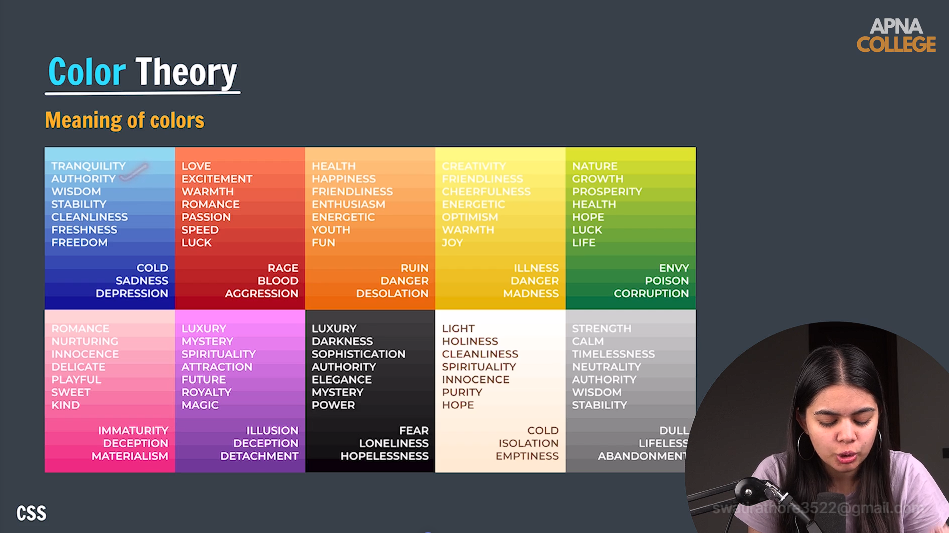 APNA
COLLEGE
Color Theory
Meaning of colors
TRANQUILITY
AUTHORITY
WISDOM
STABILITY
CLEANLINESS
FRESHNESS
FREEDOM
COLD
SADNESS
DEPRESSION
LOVE
EXCITEMENT
WARMTH
ROMANCE
PASSION
SPEED
LUCK
RAGE
BLOOD
AGGRESSION
HEALTH
HAPPINESS
FRIENDLINESS
ENTHUSIASM
ENERGETIC
YOUTH
FUN
RUIN
DANGER
DESOLATION
CREATIVITY
FRIENDLINESS
CHEERFULNESS
ENERGETIC
OPTIMISM
WARMTH
JOY
ILLNESS
DANGER
MADNESS
NATURE
GROWTH
PROSPERITY
HEALTH
HOPE
LUCK
LIFE
ENVY
POISON
CORRUPTION
ROMANCE
NURTURING
INNOCENCE
DELICATE
PLAYFUL
SWEET
KIND
IMMATURITY
DECEPTION
MATERIALISM
LUXURY
MYSTERY
SPIRITUALITY
ATTRACTION
FUTURE
ROYALTY
MAGIC
ILLUSION
DECEPTION
DETACHMENT
LUXURY
DARKNESS
SOPHISTICATION
AUTHORITY
ELEGANCE
MYSTERY
POWER
FEAR
LONELINESS
HOPELESSNESS
LIGHT
HOLINESS
CLEANLINESS
SPIRITUALITY
INNOCENCE
PURITY
HOPE
COLD
ISOLATION
EMPTINESS
STRENGTH
CALM
TIMELESSNESS
NEUTRALITY
AUTHORITY
WISDOM
STABILITY
DULL
LIFELESS
ABANDONMENT
CSS